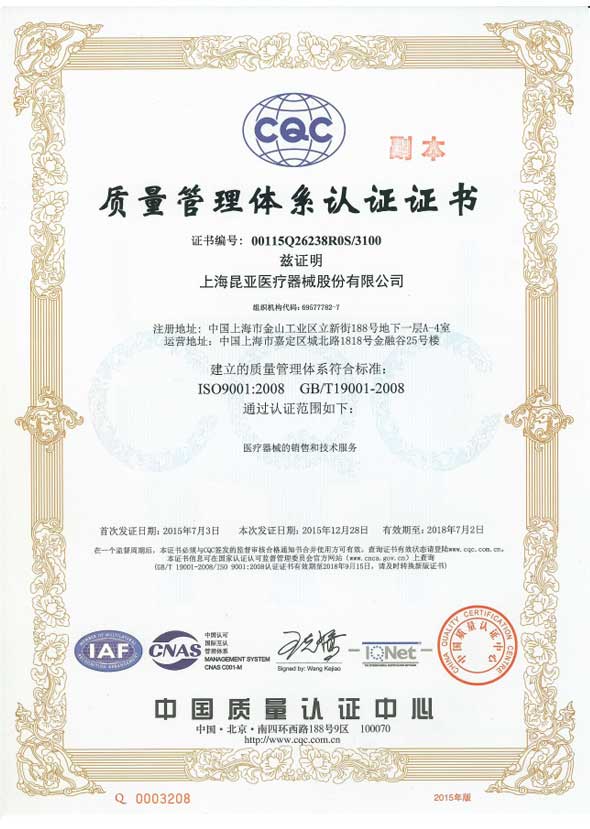 http://www.cqc.com.cn
CQC
副本
质量管理体系认证证书
证书编号: 00115Q26238R0S/3100
兹证明
上海昆亚医疗器械股份有限公司
组织机构代码: 69577782-7
注册地址: 中国上海市金山工业区立新街188号地下一层A-4室
运营地址: 中国上海市嘉定区城北路1818号金融谷25号楼
建立的质量管理体系符合标准:
ISO9001:2008 GB/T19001-2008
通过认证范围如下:
医疗器械的销售和技术服务
首次发证日期: 2015年7月3日 本次发证日期: 2015年12月28日 有效期至: 2018年7月2日
在一个监督周期后, 本证书必须与CQC签发的监督审核合格通知书合并使用方可有效, 查询证书有效状态请登陆www.cqc.com.cn,
本证书信息可在国家认证认可监督管理委员会官方网站 (www.cnca.gov.cn) 上查询
(GB/T 19001-2008/ISO 9001:2008认证证书有效期至2018年9月15日, 请及时转换新版证书)
MEMBER OF MULTILATERAL
IAF
RECOGNITION ARRANGEMENT
CNAS
中国认可
国际互认
管理体系
MANAGEMENT SYSTEM
CNAS C001-M
Signed by: Wang Kejiao
IQNet
THE INTERNATIONAL CERTIFICATION NETWORK
CHINA QUALITY CERTIFICATION CENTRE
中国质量认证中心
中国质量认证中心
中国·北京·南四环西路188号9区 100070
http://www.cqc.com.cn
Q 0003208
2015年版